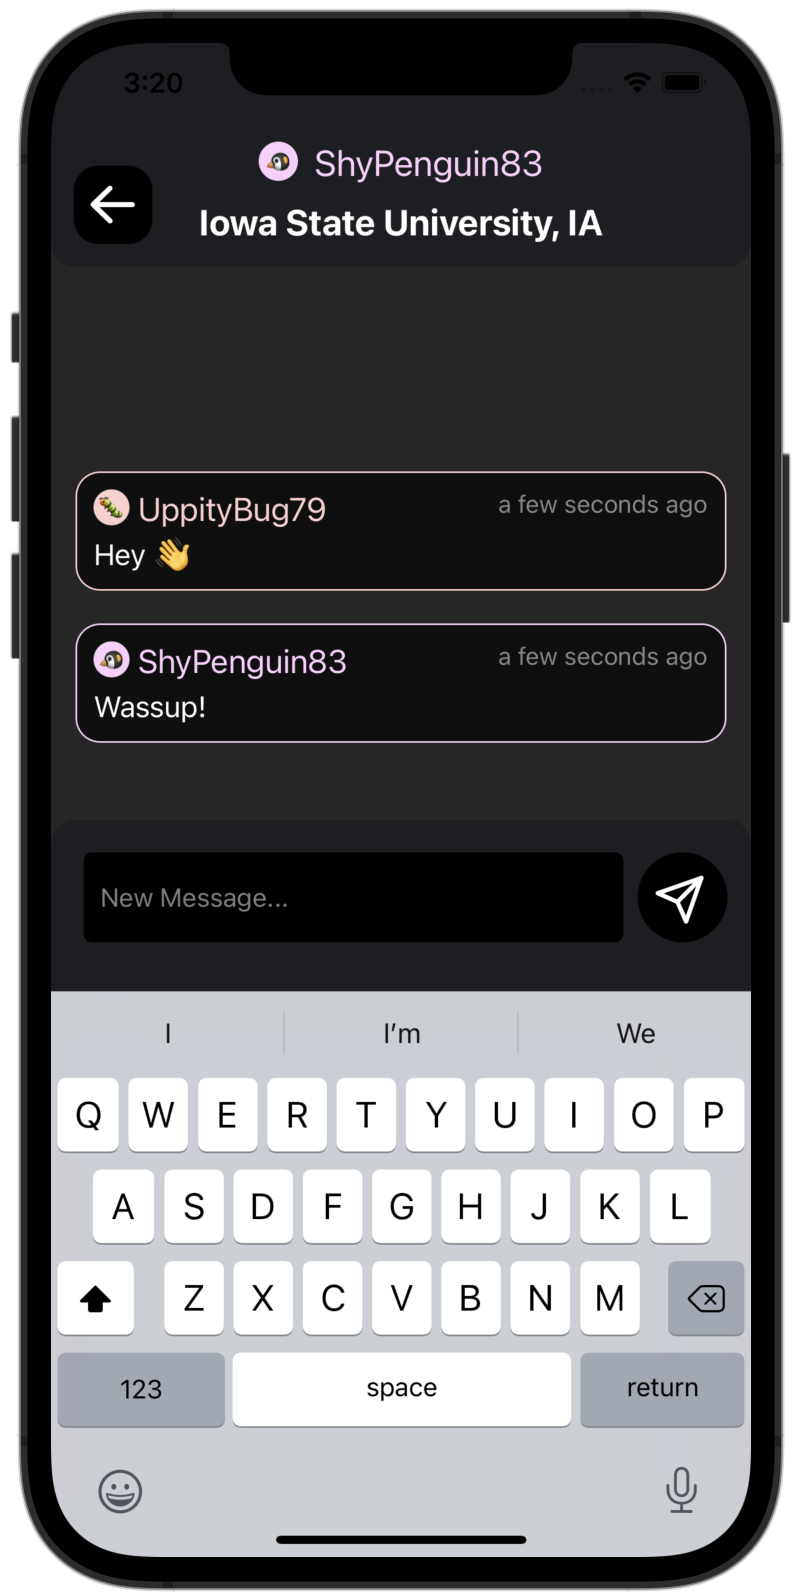 3:20
ShyPenguin83
Iowa State University, IA
UppityBug79 a few seconds ago
Hey 👋
ShyPenguin83 a few seconds ago
Wassup!
New Message...
I I’m We
Q W E R T Y U I O P
A S D F G H J K L
Z X C V B N M
123 space return